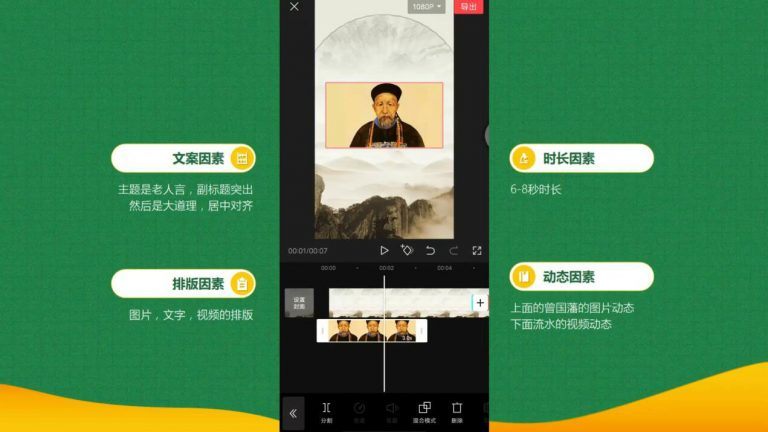 1080P
导出
文案因素
主题是老人言，副标题突出
然后是大道理，居中对齐
排版因素
图片，文字，视频的排版
时长因素
6-8秒时长
动态因素
上面的曾国藩的图片动态
下面流水的视频动态
00:01/00:07
00:00
00:02
00:04
设置
封面
3.0s
分割
混合模式
删除